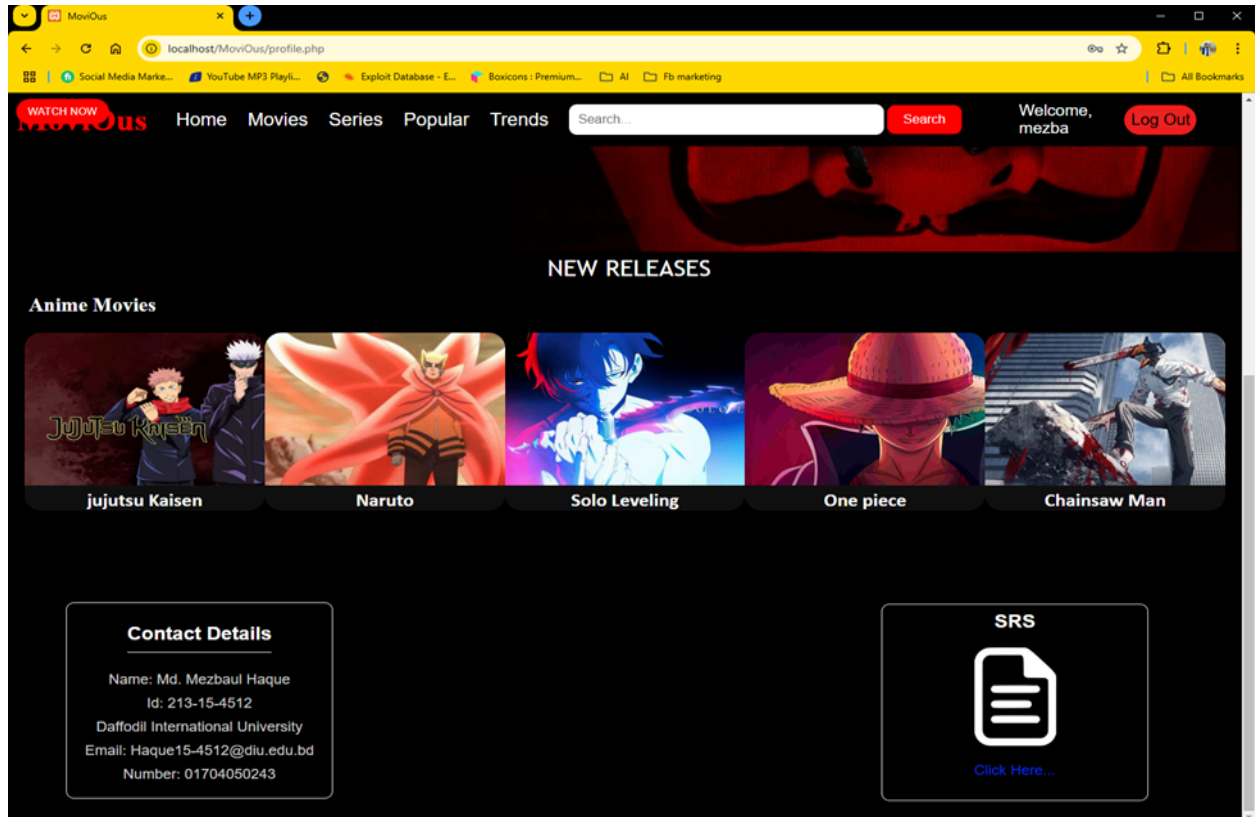 MoviOus
localhost/MoviOus/profile.php
Social Media Marke... YouTube MP3 Playli... Exploit Database - E... Boxicons : Premium... AI Fb marketing All Bookmarks
WATCH NOW
MoviOus Home Movies Series Popular Trends Search... Search Welcome, mezba Log Out
NEW RELEASES
Anime Movies
JuJuTsu KAISEN
jujutsu Kaisen Naruto Solo Leveling One piece Chainsaw Man
Contact Details
Name: Md. Mezbaul Haque
Id: 213-15-4512
Daffodil International University
Email: Haque15-4512@diu.edu.bd
Number: 01704050243
SRS
Click Here...